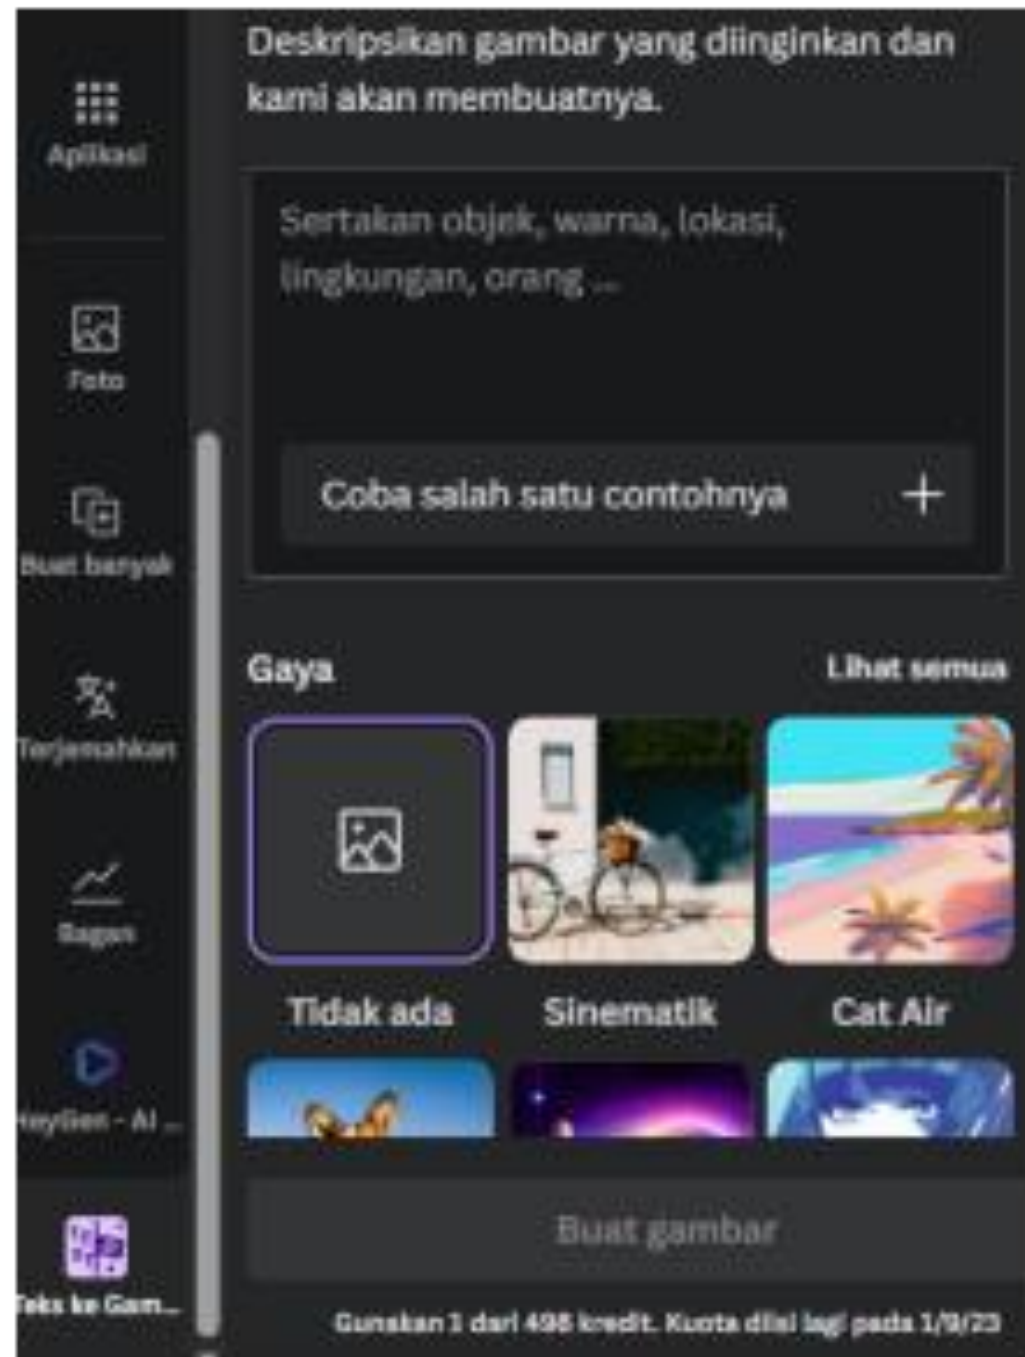 Deskripsikan gambar yang diinginkan dan
kami akan membuatnya.
Aplikasi
Sertakan objek, warna, lokasi,
lingkungan, orang ...
Foto
Coba salah satu contohnya
Buat banyak
Gaya
Lihat semua
Terjemahkan
Bagan
Tidak ada
Sinematik
Cat Air
HeyGen - AI ...
Buat gambar
Teks ke Gam...
Gunakan 1 dari 498 kredit. Kuota diisi lagi pada 1/9/23